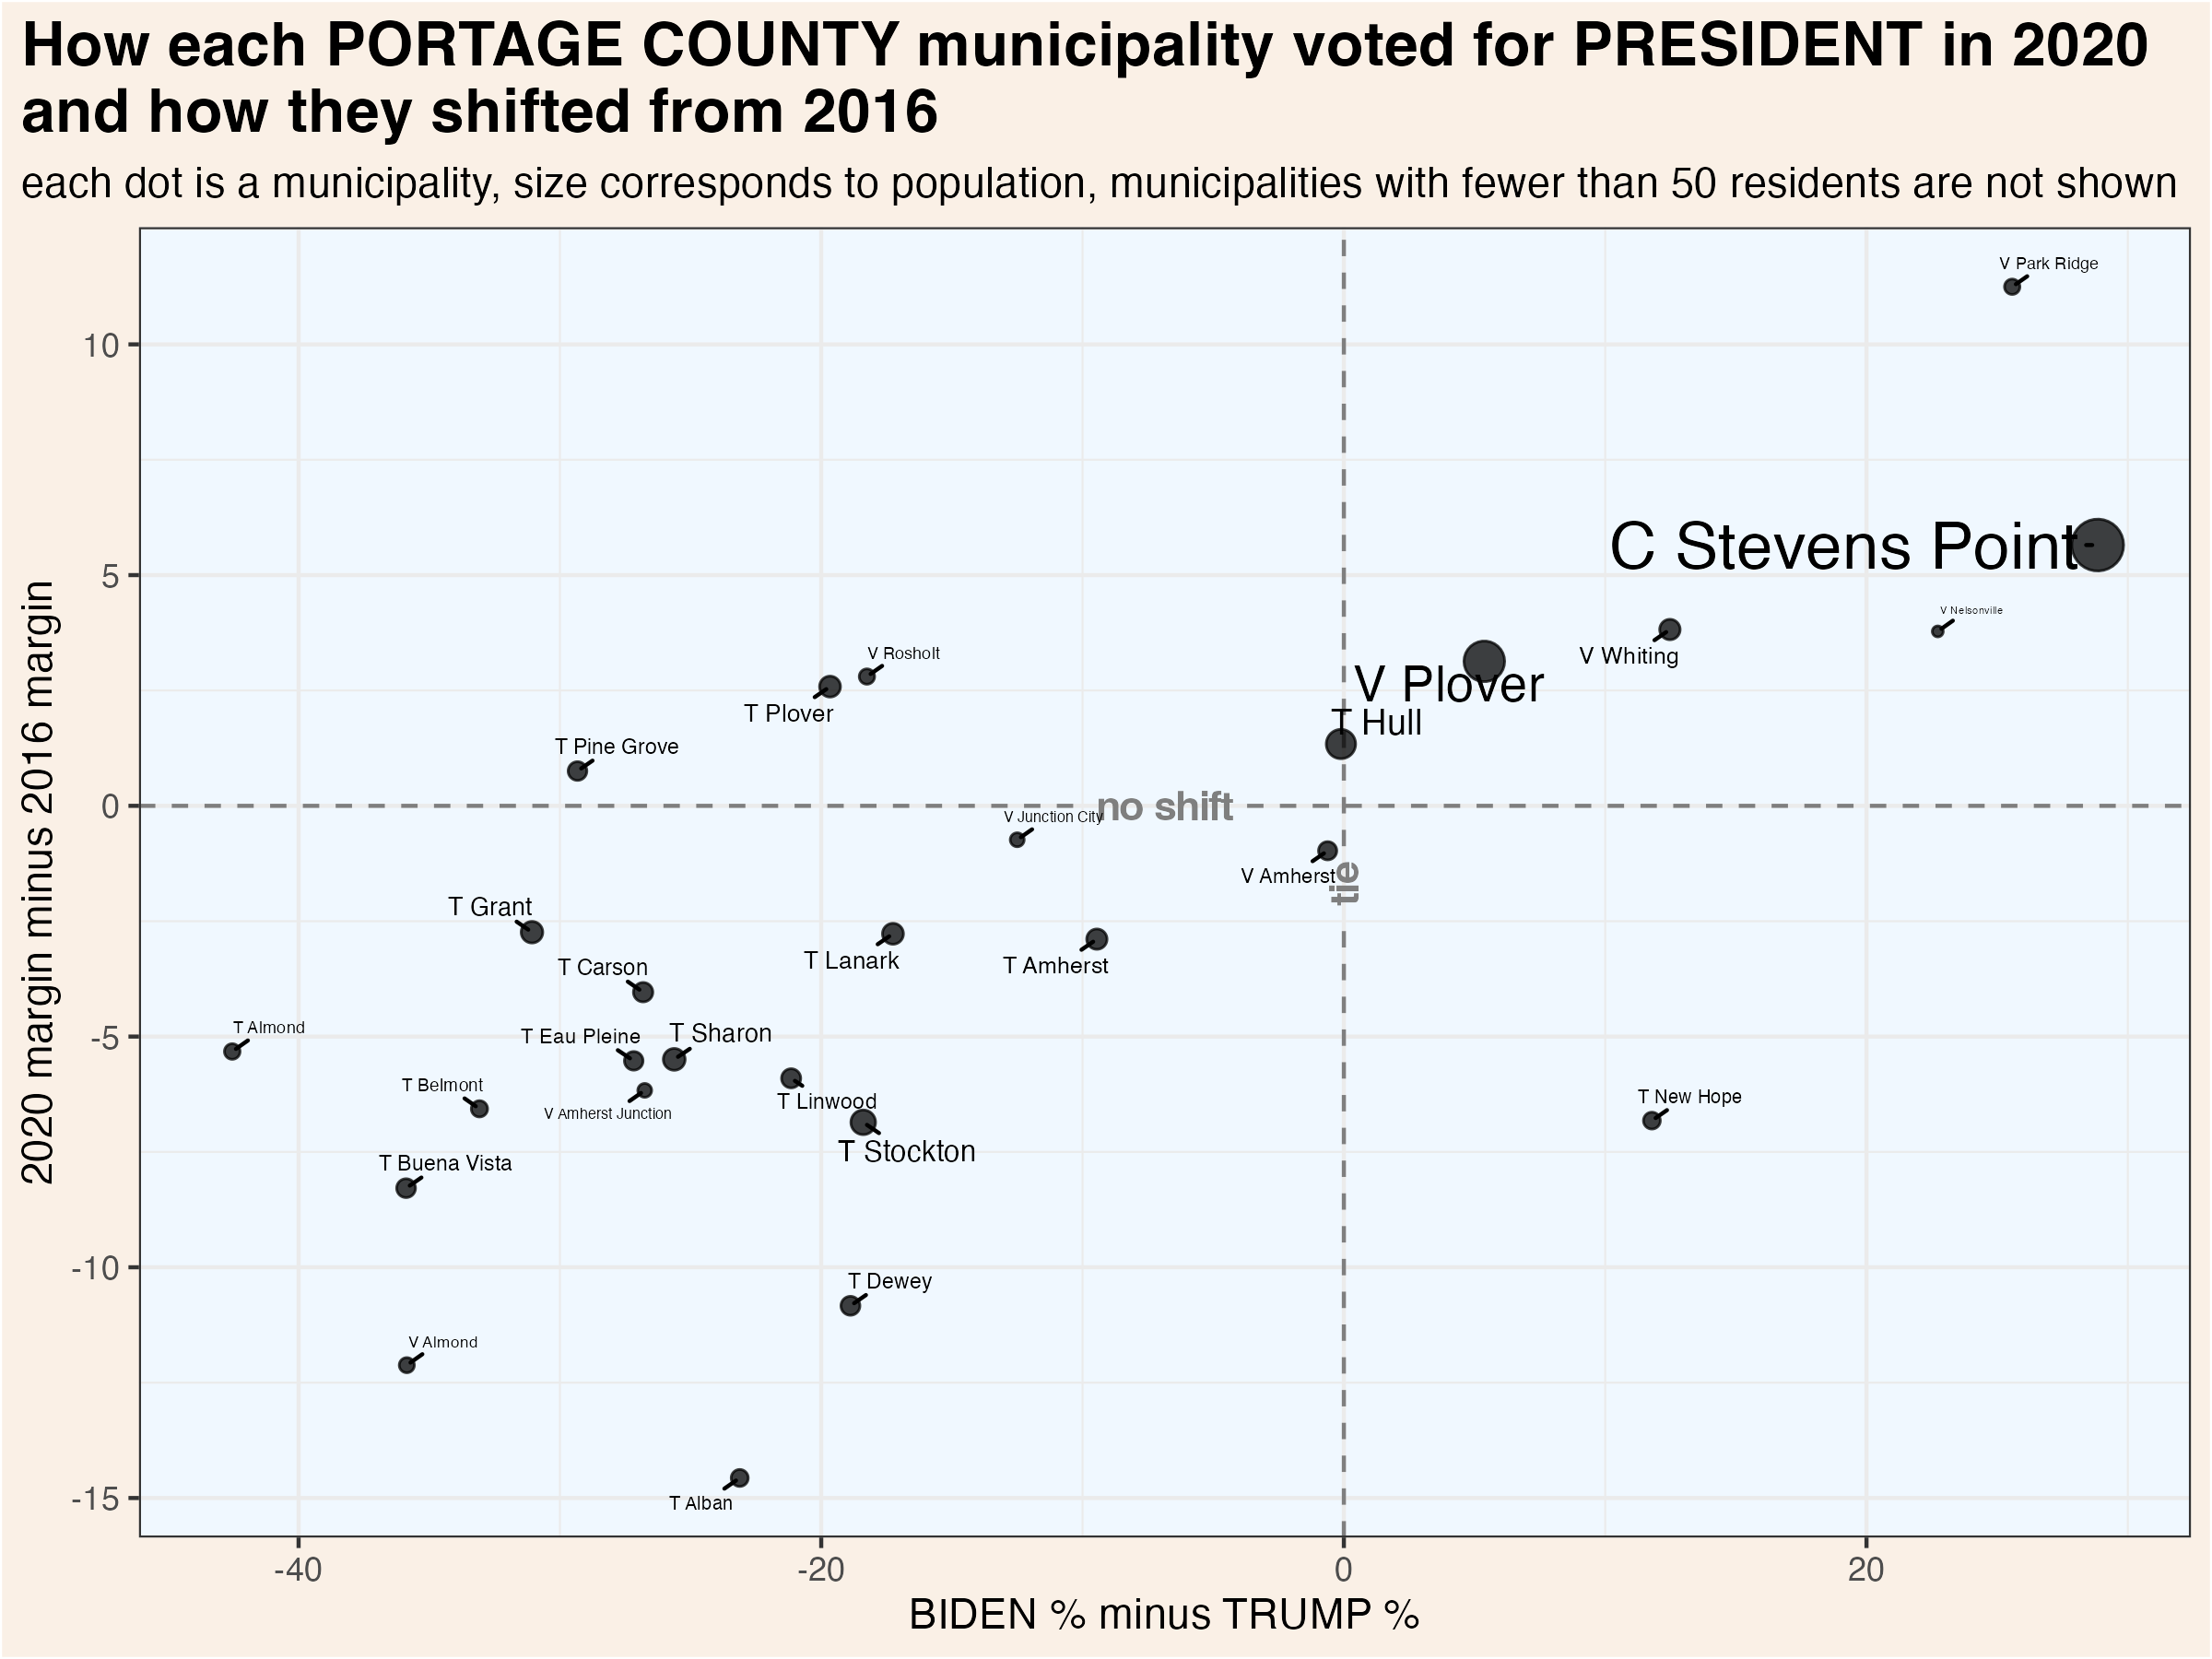 How each PORTAGE COUNTY municipality voted for PRESIDENT in 2020
and how they shifted from 2016
each dot is a municipality, size corresponds to population, municipalities with fewer than 50 residents are not shown
V Park Ridge
10
C Stevens Point
5
V Nelsonville
V Whiting
V Rosholt
V Plover
T Plover
T Hull
T Pine Grove
0
no shift
V Junction City
V Amherst
tie
T Grant
T Lanark
T Amherst
T Carson
T Almond
-5
T Eau Pleine
T Sharon
T Belmont
T Linwood
V Amherst Junction
T New Hope
T Stockton
T Buena Vista
-10
T Dewey
V Almond
-15
T Alban
-40
-20
0
20
BIDEN % minus TRUMP %
2020 margin minus 2016 margin